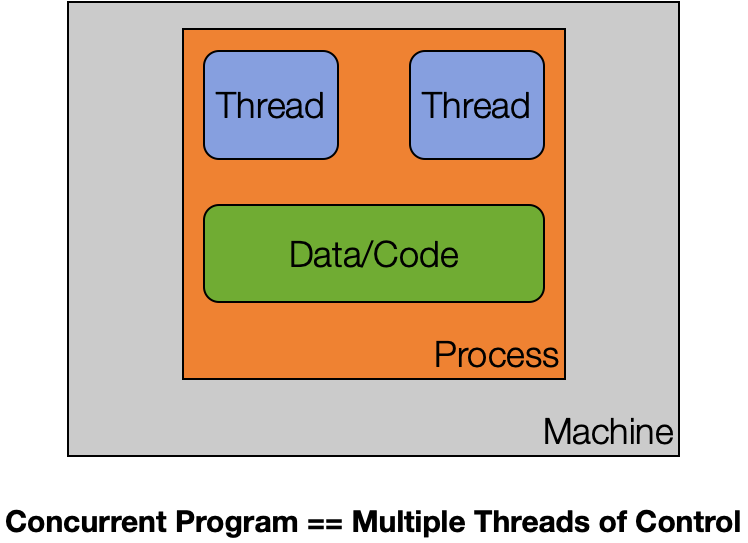 Thread Thread
Data/Code
Process
Machine
Concurrent Program == Multiple Threads of Control